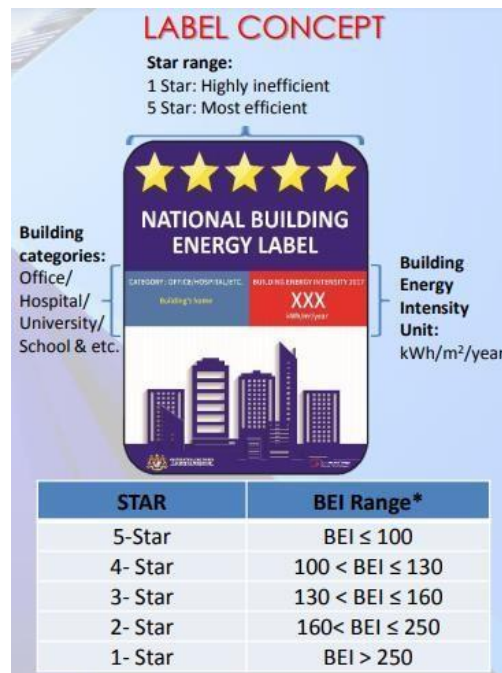 LABEL CONCEPT
Star range:
1 Star: Highly inefficient
5 Star: Most efficient
NATIONAL BUILDING
ENERGY LABEL
Building
categories:
Office/
Hospital/
University/
School & etc.
CATEGORY : OFFICE/HOSPITAL/ETC.
Building's name
BUILDING ENERGY INTENSITY 2017
XXX
kWh/m²/year
Building
Energy
Intensity
Unit:
kWh/m²/year
STAR BEI Range*
5-Star BEI ≤ 100
4- Star 100 < BEI ≤ 130
3- Star 130 < BEI ≤ 160
2- Star 160< BEI ≤ 250
1- Star BEI > 250